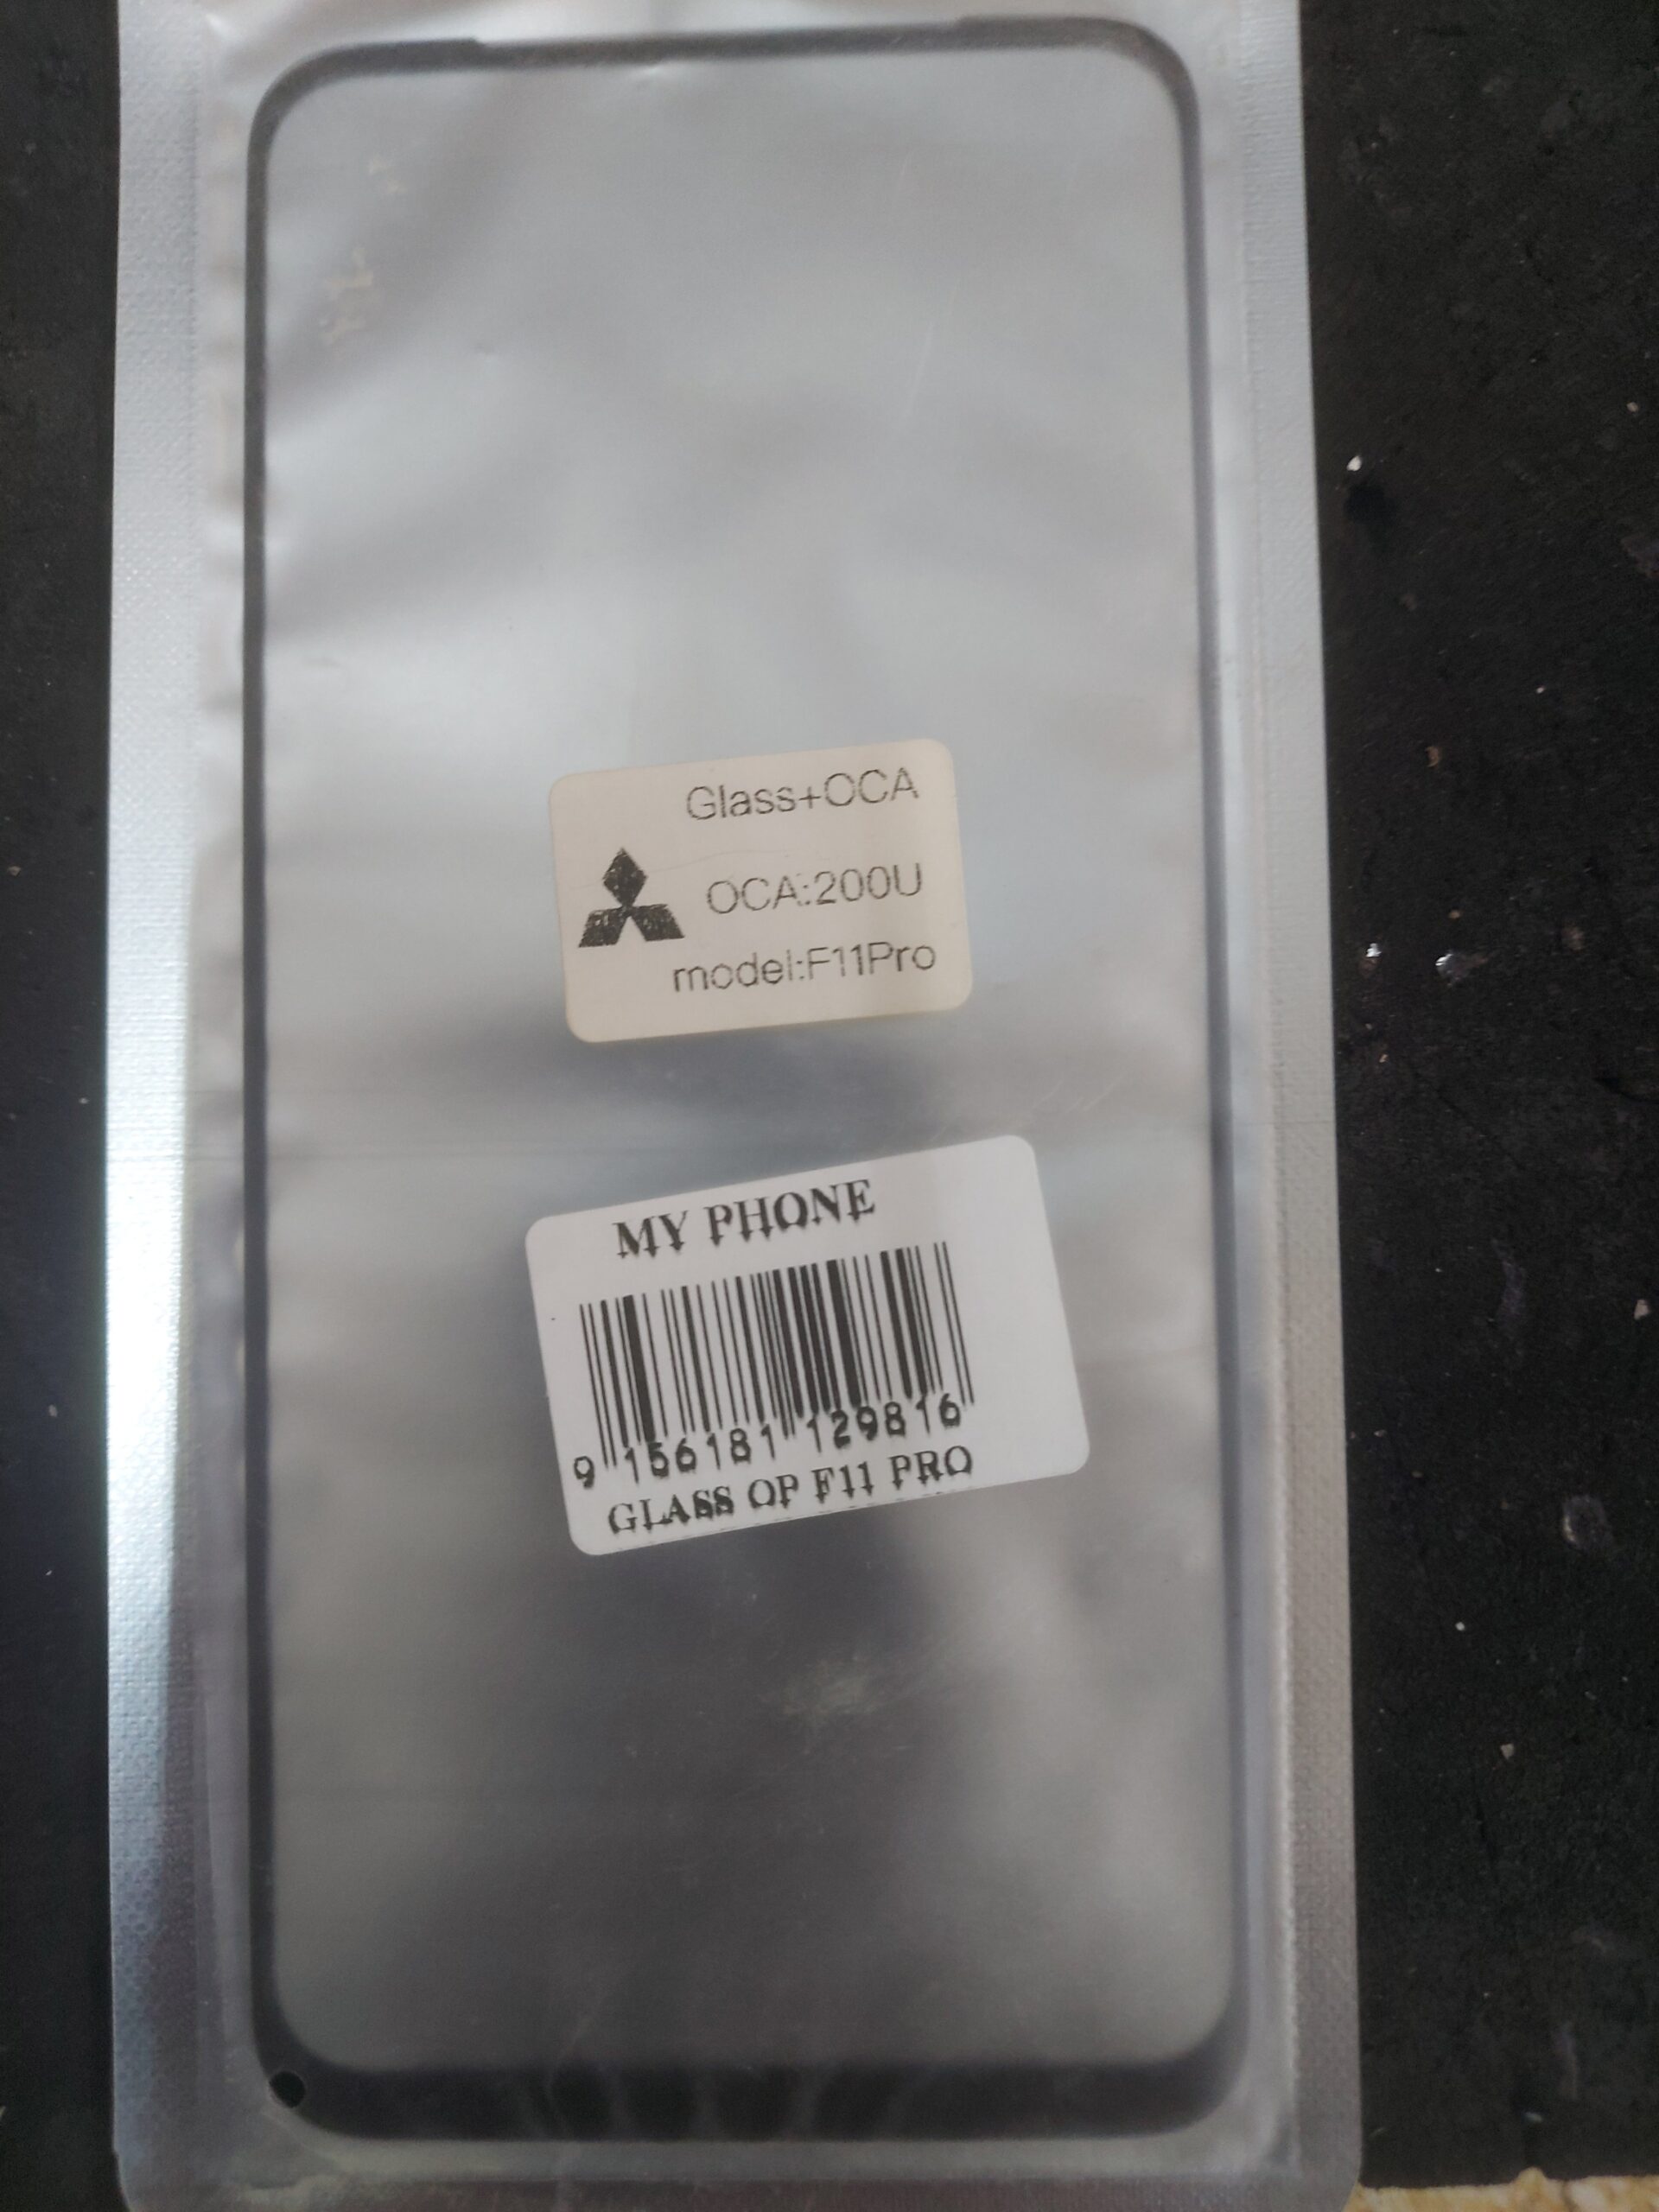 Glass+OCA
OCA:200U
model:F11Pro
MY PHONE
9 156181 129816
GLASS OP F11 PRO